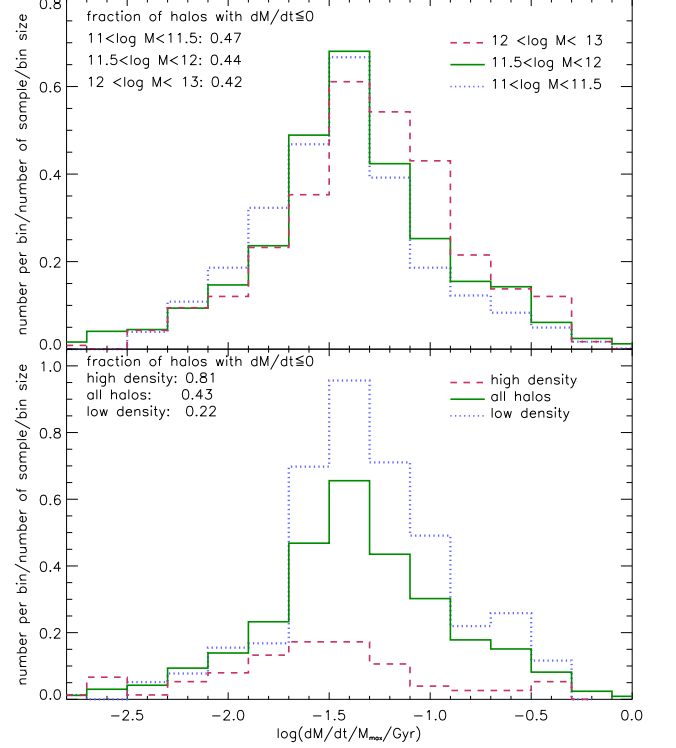 0.8
fraction of halos with dM/dt≦0
11<log M<11.5: 0.47
11.5<log M<12: 0.44
12 <log M< 13: 0.42
12 <log M< 13
11.5<log M<12
11<log M<11.5
0.6
0.4
0.2
0.0
number per bin/number of sample/bin size
fraction of halos with dM/dt≦0
high density: 0.81
all halos: 0.43
low density: 0.22
high density
all halos
low density
1.0
0.8
0.6
0.4
0.2
0.0
number per bin/number of sample/bin size
−2.5 −2.0 −1.5 −1.0 −0.5 0.0
log(dM/dt/Mmax/Gyr)